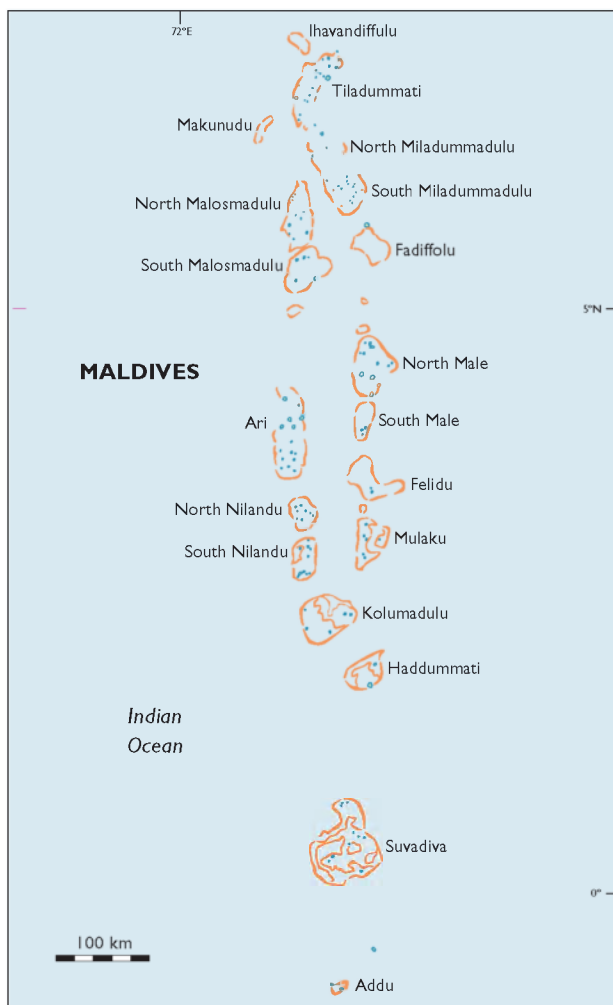 72°E
Ihavandiffulu
Tiladummati
Makunudu
North Miladummadulu
South Miladummadulu
North Malosmadulu
Fadiffolu
South Malosmadulu
5°N
MALDIVES
North Male
Ari
South Male
Felidu
North Nilandu
Mulaku
South Nilandu
Kolumadulu
Haddummati
Indian
Ocean
Suvadiva
0°
100 km
Addu